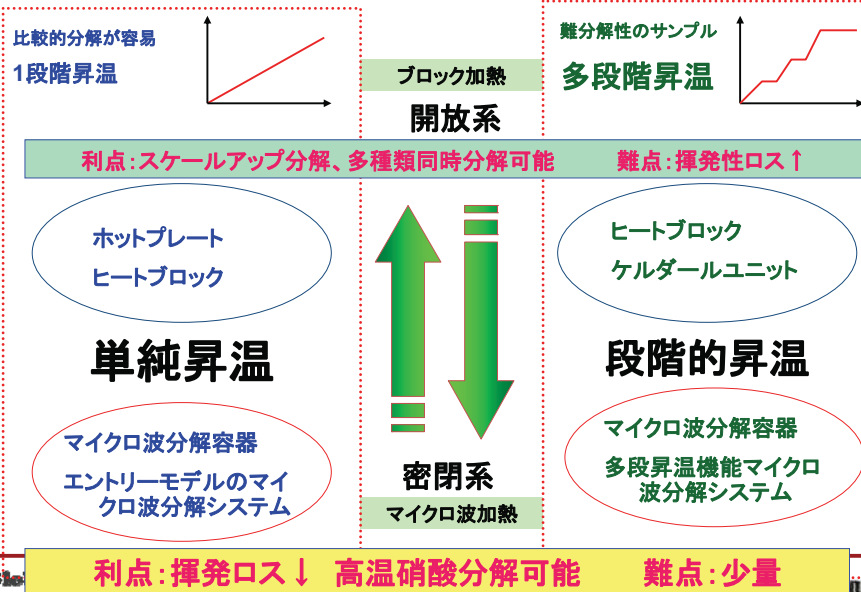 比較的分解が容易
1段階昇温
ブロック加熱
開放系
難分解性のサンプル
多段階昇温
利点：スケールアップ分解、多種類同時分解可能　難点：揮発性ロス↑
ホットプレート
ヒートブロック
ヒートブロック
ケルダールユニット
単純昇温
段階的昇温
マイクロ波分解容器
エントリーモデルのマイ
クロ波分解システム
密閉系
マイクロ波加熱
マイクロ波分解容器
多段昇温機能マイクロ
波分解システム
利点：揮発ロス↓　高温硝酸分解可能　難点：少量